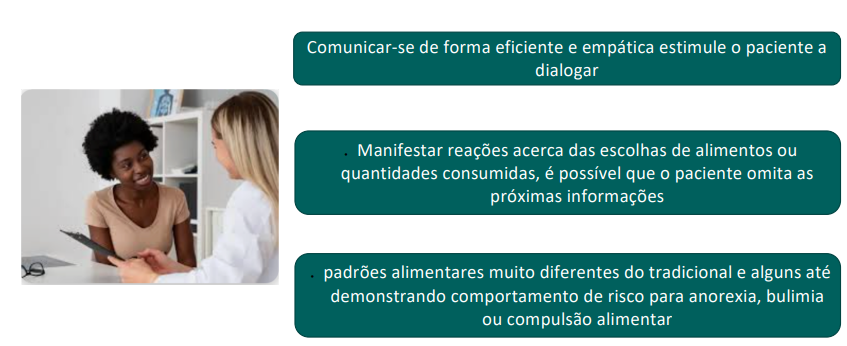 Comunicar-se de forma eficiente e empática estimule o paciente a
dialogar
. Manifestar reações acerca das escolhas de alimentos ou
quantidades consumidas, é possível que o paciente omita as
próximas informações
. padrões alimentares muito diferentes do tradicional e alguns até
demonstrando comportamento de risco para anorexia, bulimia
ou compulsão alimentar